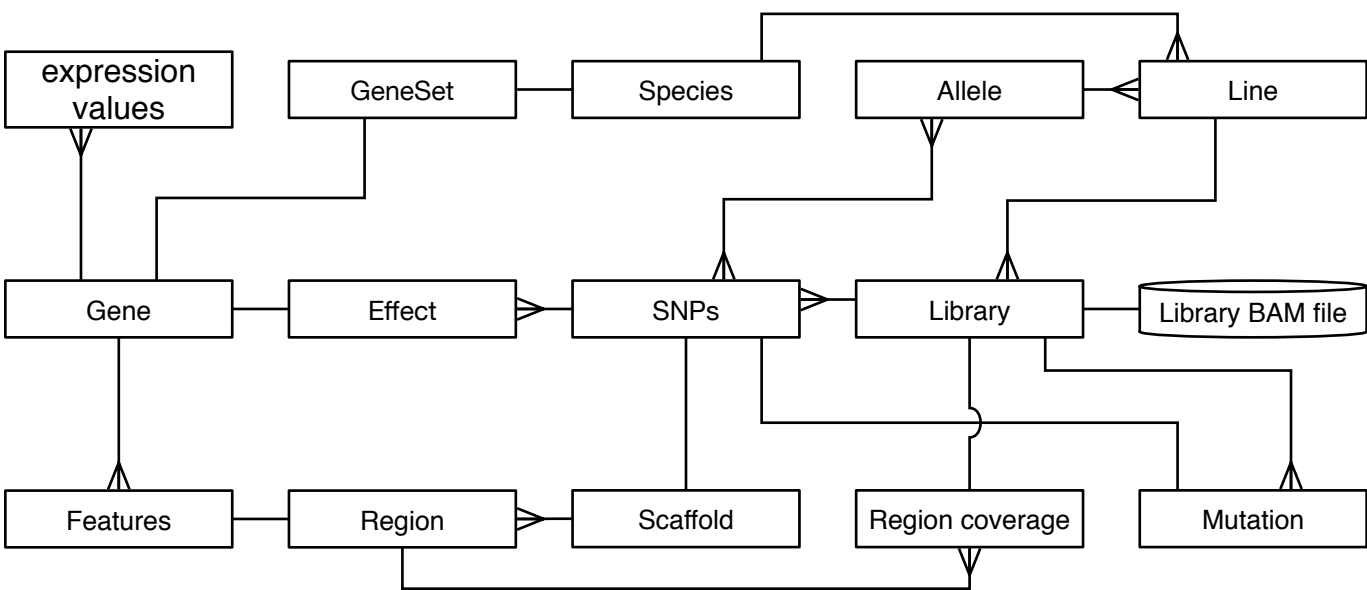 expression
values
GeneSet
Species
Allele
Line
Gene
Effect
SNPs
Library
Library BAM file
Features
Region
Scaffold
Region coverage
Mutation